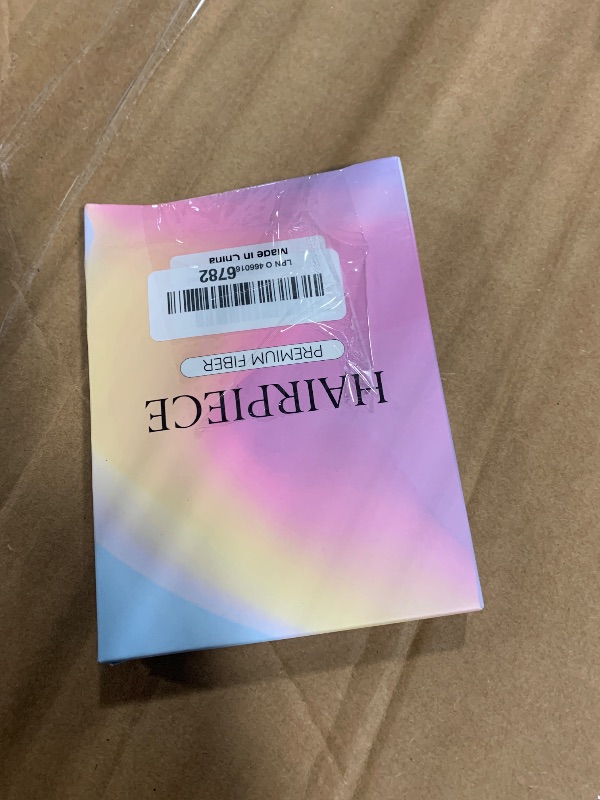 HAIRPIECE
PREMIUM FIBER
LPN O 466016
6782
Made in China